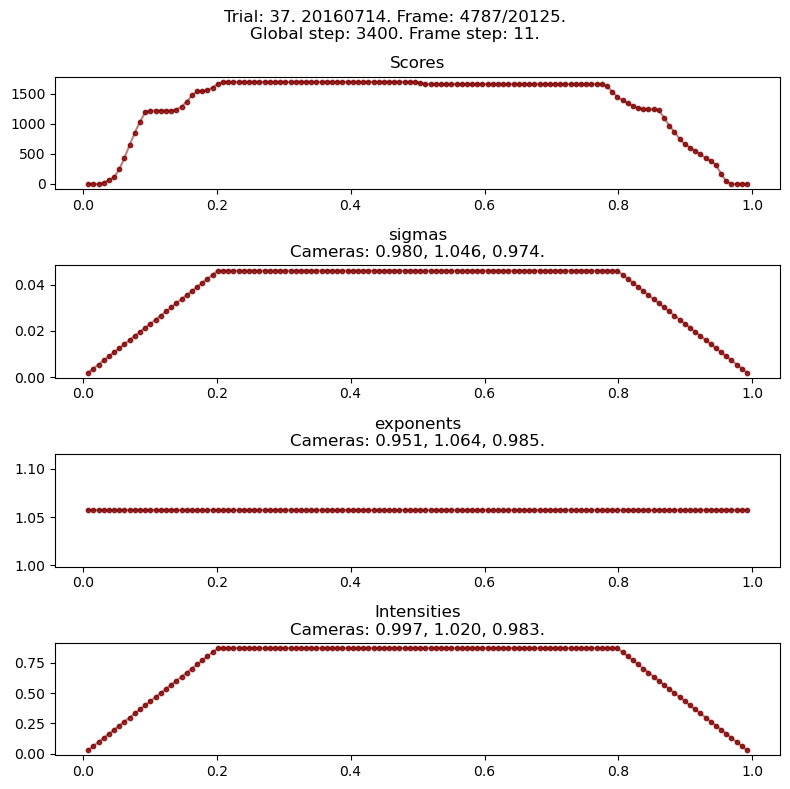 Trial: 37. 20160714. Frame: 4787/20125.
Global step: 3400. Frame step: 11.
Scores
1500
1000
500
0
0.0 0.2 0.4 0.6 0.8 1.0
sigmas
Cameras: 0.980, 1.046, 0.974.
0.04
0.02
0.00
0.0 0.2 0.4 0.6 0.8 1.0
exponents
Cameras: 0.951, 1.064, 0.985.
1.10
1.05
1.00
0.0 0.2 0.4 0.6 0.8 1.0
Intensities
Cameras: 0.997, 1.020, 0.983.
0.75
0.50
0.25
0.00
0.0 0.2 0.4 0.6 0.8 1.0